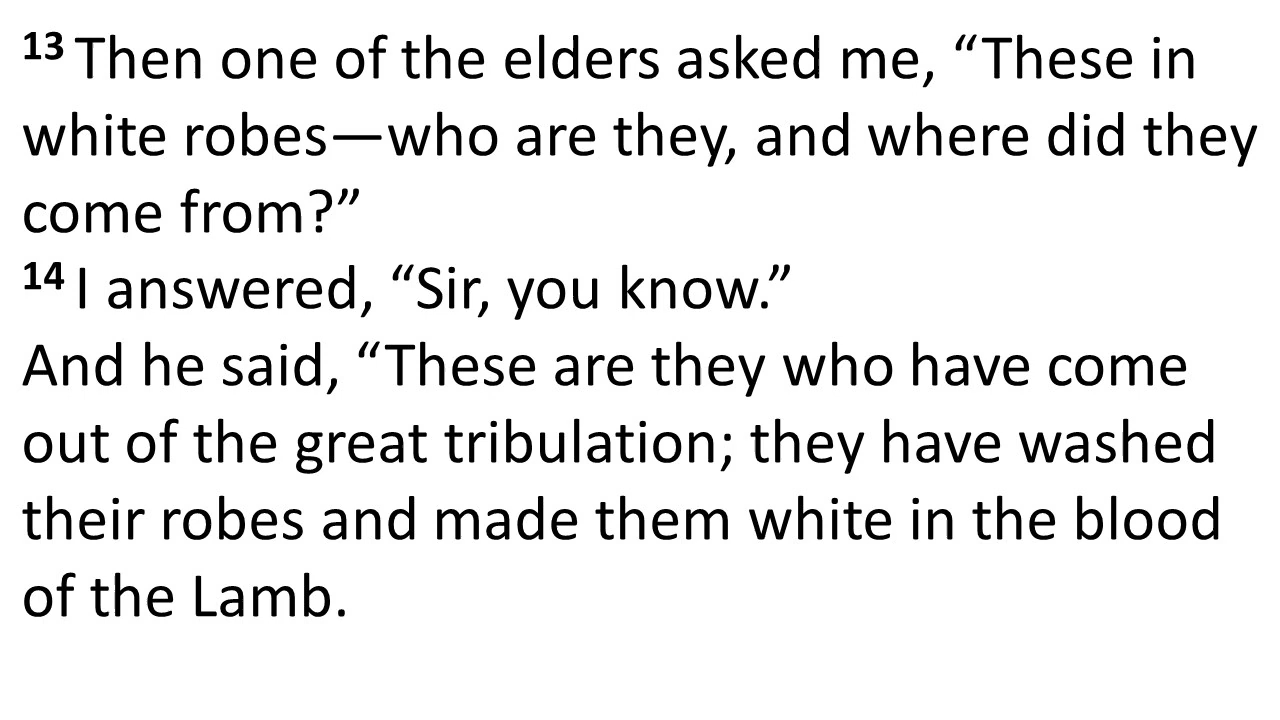 13 Then one of the elders asked me, “These in
white robes—who are they, and where did they
come from?”
14 I answered, “Sir, you know.”
And he said, “These are they who have come
out of the great tribulation; they have washed
their robes and made them white in the blood
of the Lamb.